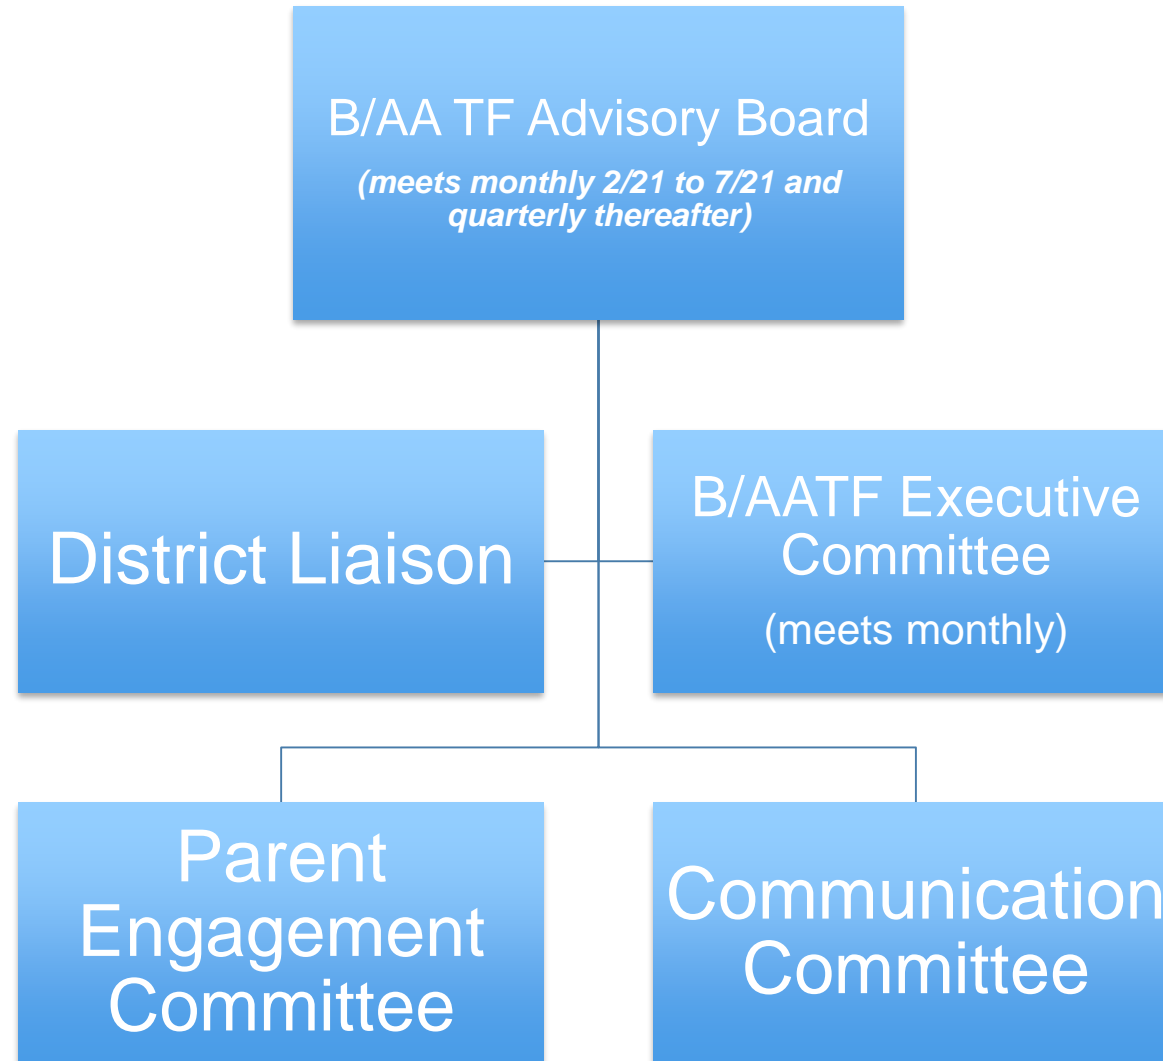 B/AA TF Advisory Board
(meets monthly 2/21 to 7/21 and
quarterly thereafter)
District Liaison
B/AATF Executive
Committee
(meets monthly)
Parent
Engagement
Committee
Communication
Committee